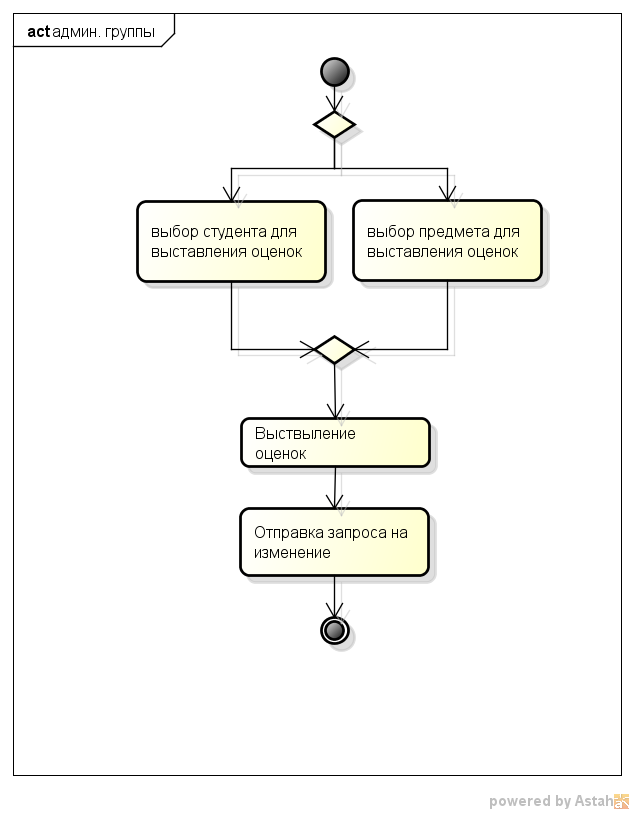 act админ. группы
выбор студента для
выставления оценок
выбор предмета для
выставления оценок
Выствыление
оценок
Отправка запроса на
изменение
powered by Astah